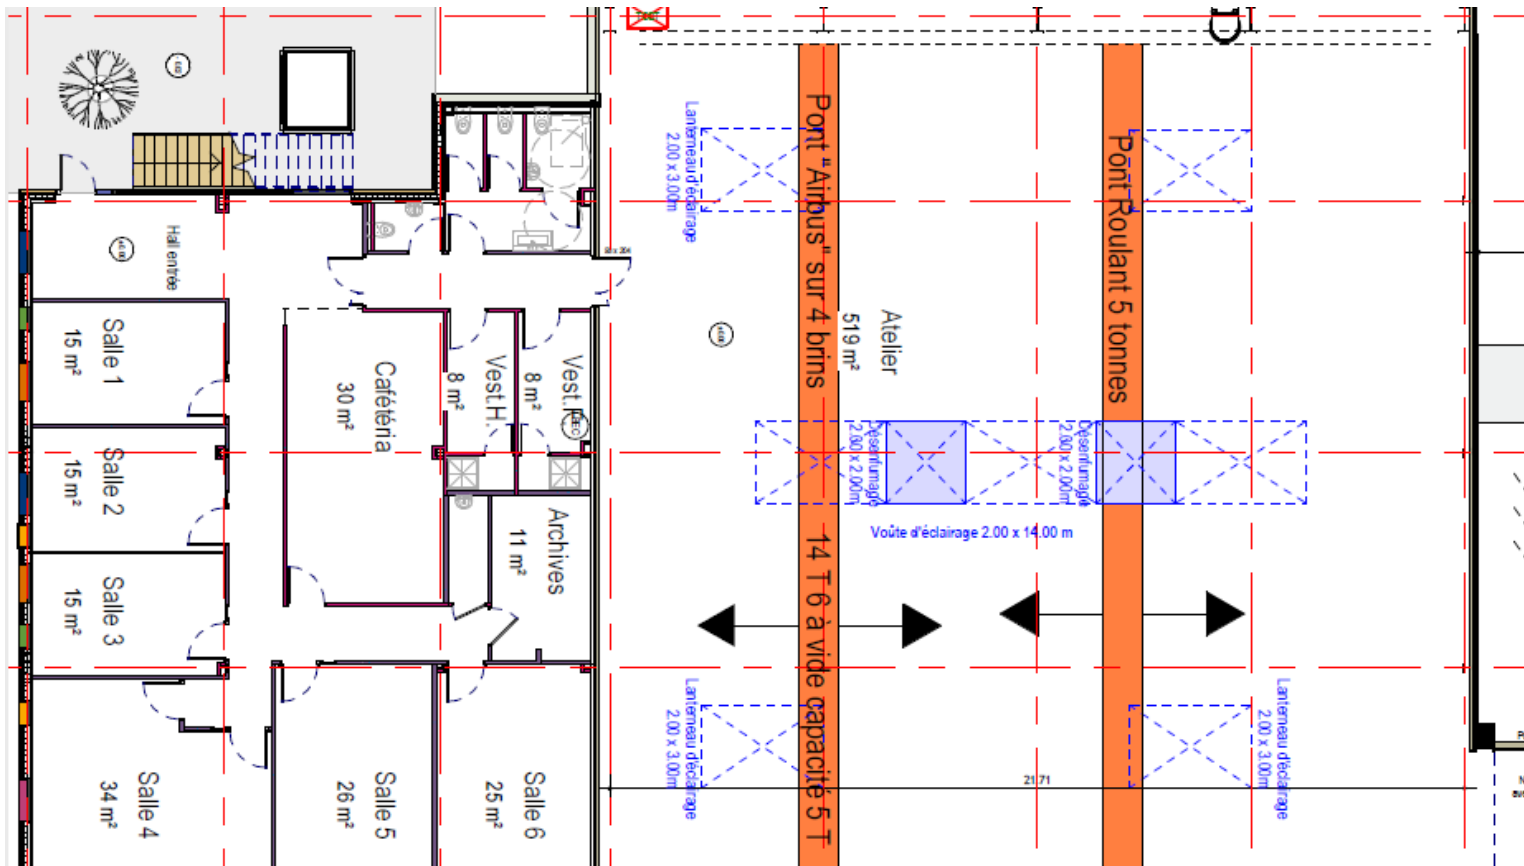 Hall entrée
Salle 1
15 m²
Salle 2
15 m²
Salle 3
15 m²
Salle 4
34 m²
Cafétéria
30 m²
Salle 5
26 m²
Vest.H.
8 m²
Vest.F
8 m²
Archives
11 m²
Salle 6
25 m²
Lanterneau d'éclairage
2.00 x 3.00m
Lanterneau d'éclairage
2.00 x 3.00m
Pont "Airbus" sur 4 brins
14 T 6 à vide capacité 5 T
Atelier
519 m²
Pont Roulant 5 tonnes
Désenfumage
2.00 x 2.00m
Désenfumage
2.00 x 2.00m
Voûte d'éclairage 2.00 x 14.00 m
Lanterneau d'éclairage
2.00 x 3.00m
21.71